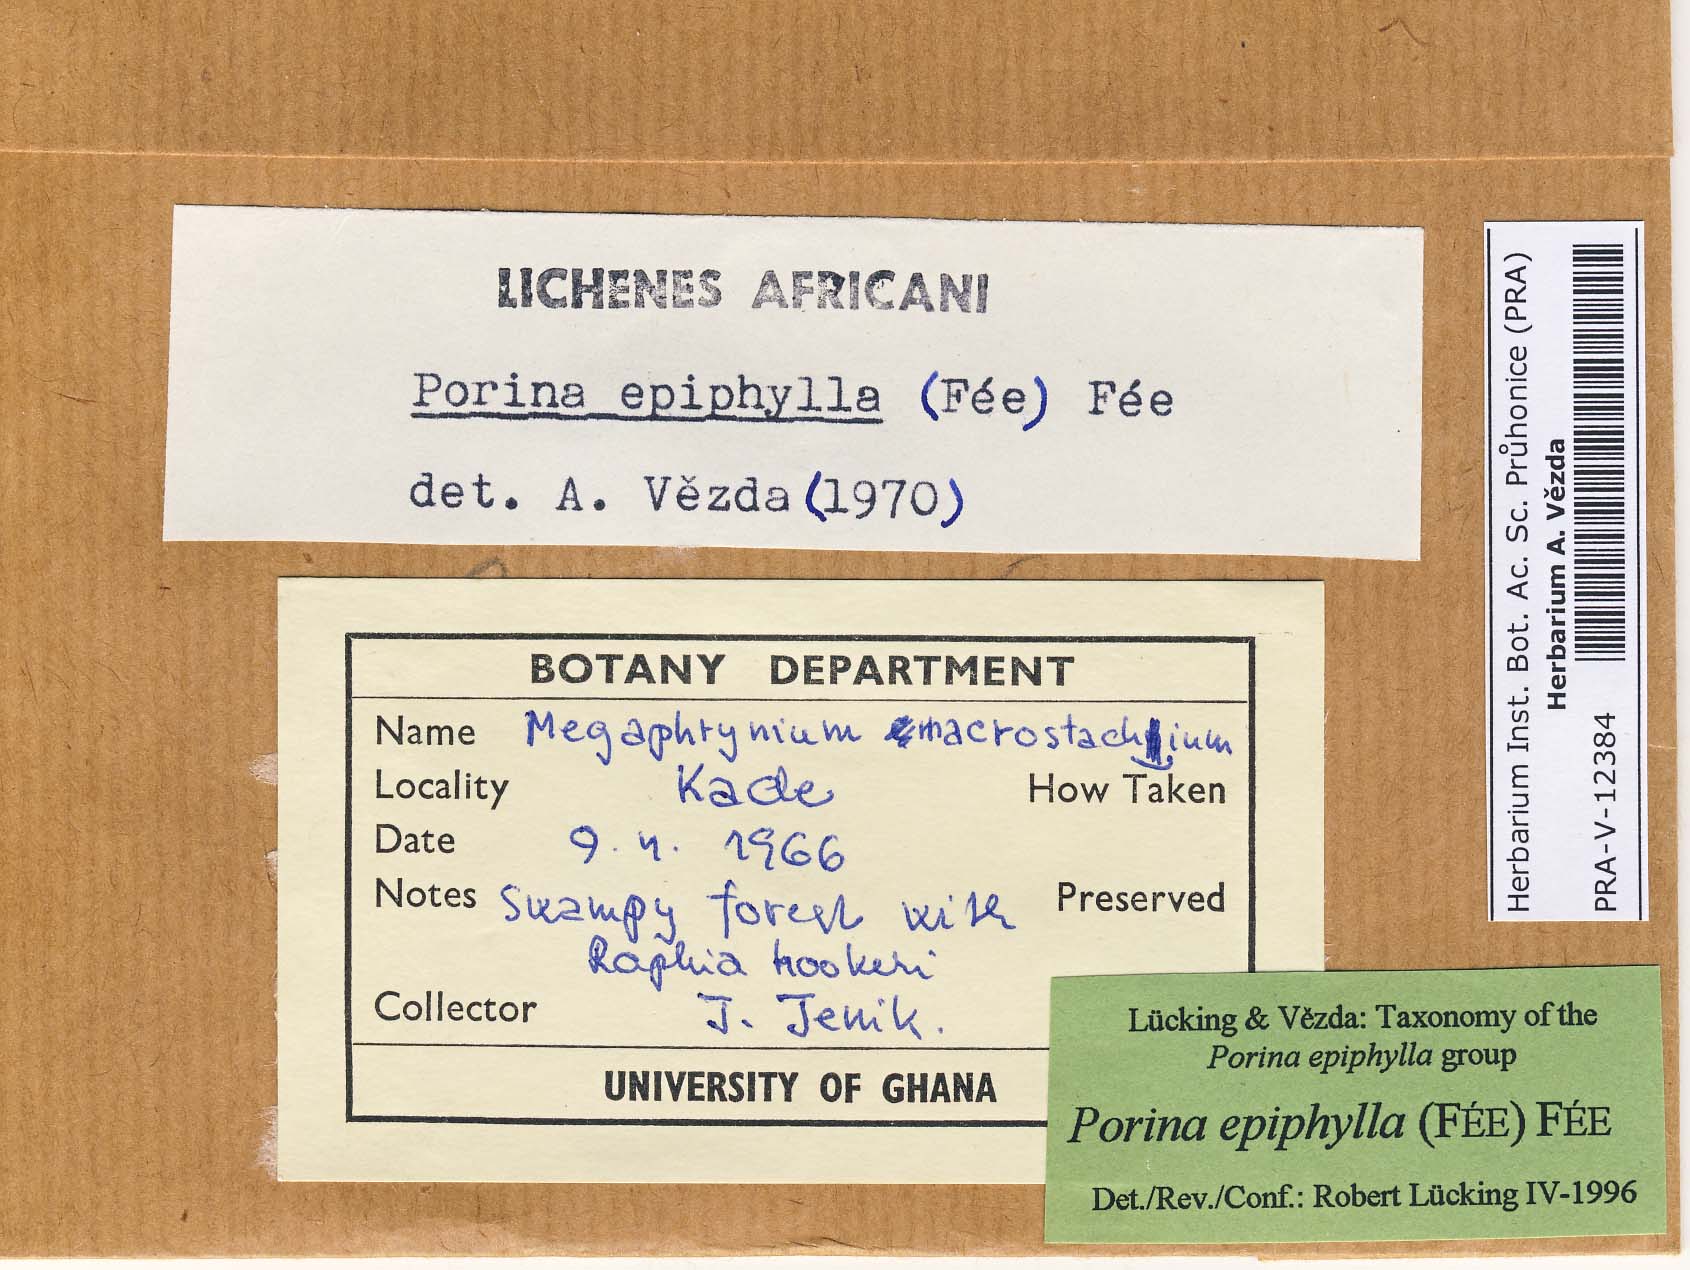 LICHENES AFRICANI
Porina epiphylla (Fée) Fée
det. A. Vězda (1970)
BOTANY DEPARTMENT
Name Megaphrynium macrostachium
Locality Kade How Taken
Date 9. 4. 1966
Notes Swampy forest with Preserved
Raphia hookeri
Collector J. Jeník.
UNIVERSITY OF GHANA
Lücking & Vězda: Taxonomy of the
Porina epiphylla group
Porina epiphylla (FÉE) FÉE
Det./Rev./Conf.: Robert Lücking IV-1996
Herbarium Inst. Bot. Ac. Sc. Průhonice (PRA)
Herbarium A. Vězda
PRA-V-12384